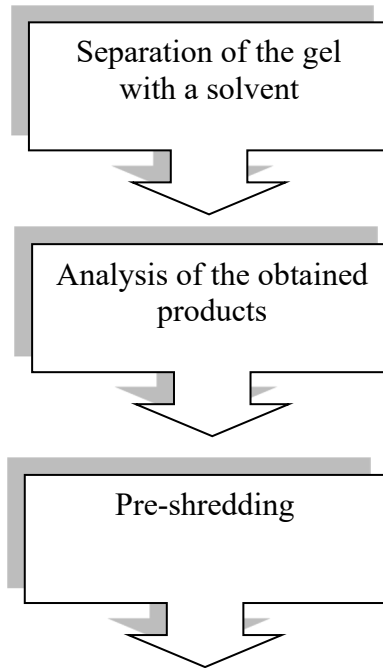 Separation of the gel
with a solvent
Analysis of the obtained
products
Pre-shredding